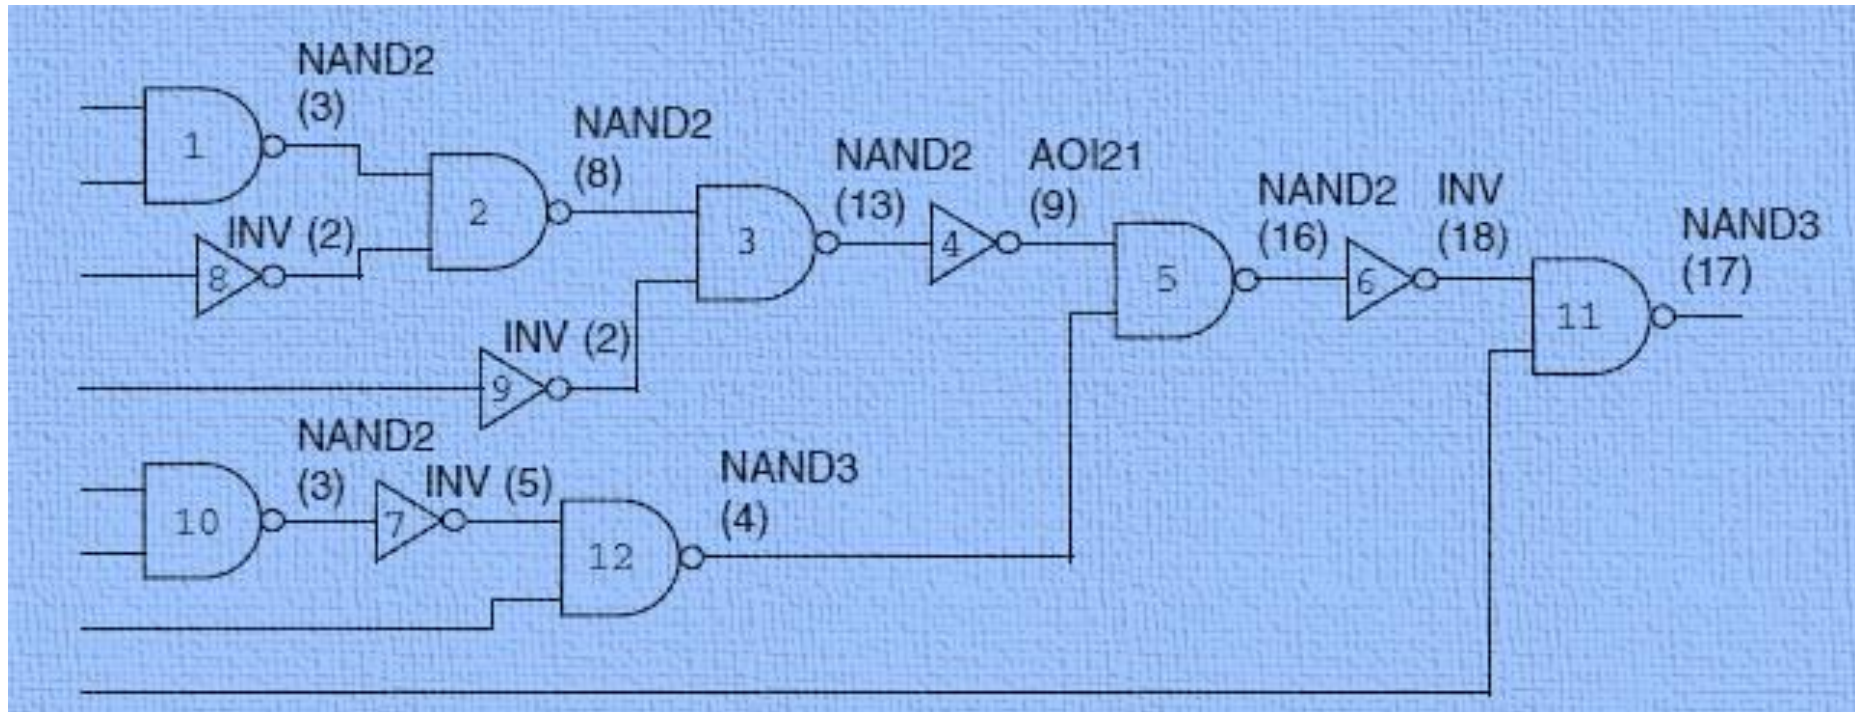 NAND2
(3)
1
INV (2)
8
NAND2
(8)
2
INV (2)
9
NAND2
(13)
3
AOI21
(9)
4
NAND2
(16)
5
INV
(18)
6
NAND3
(17)
11
NAND2
(3)
10
INV (5)
7
NAND3
(4)
12